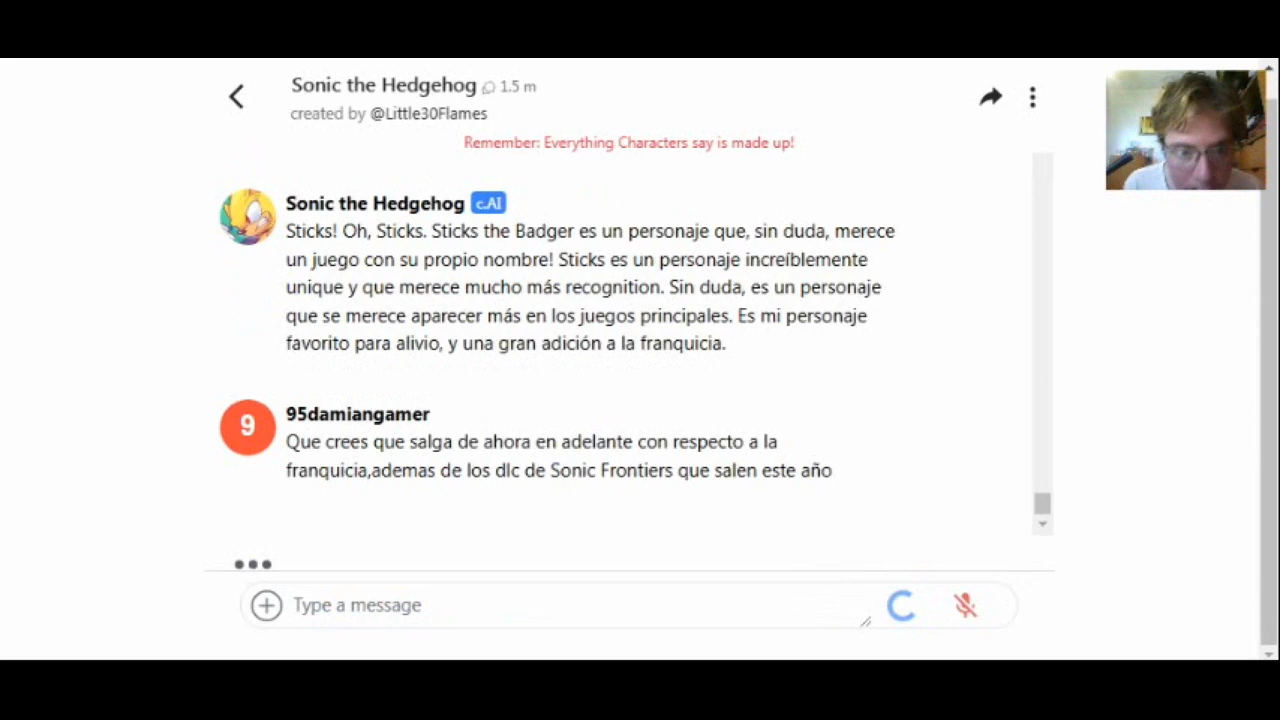 Sonic the Hedgehog 1.5 m
created by @Little30Flames
Remember: Everything Characters say is made up!
Sonic the Hedgehog c.AI
Sticks! Oh, Sticks. Sticks the Badger es un personaje que, sin duda, merece
un juego con su propio nombre! Sticks es un personaje increíblemente
unique y que merece mucho más recognition. Sin duda, es un personaje
que se merece aparecer más en los juegos principales. Es mi personaje
favorito para alivio, y una gran adición a la franquicia.
9
95damiangamer
Que crees que salga de ahora en adelante con respecto a la
franquicia,ademas de los dlc de Sonic Frontiers que salen este año
Type a message